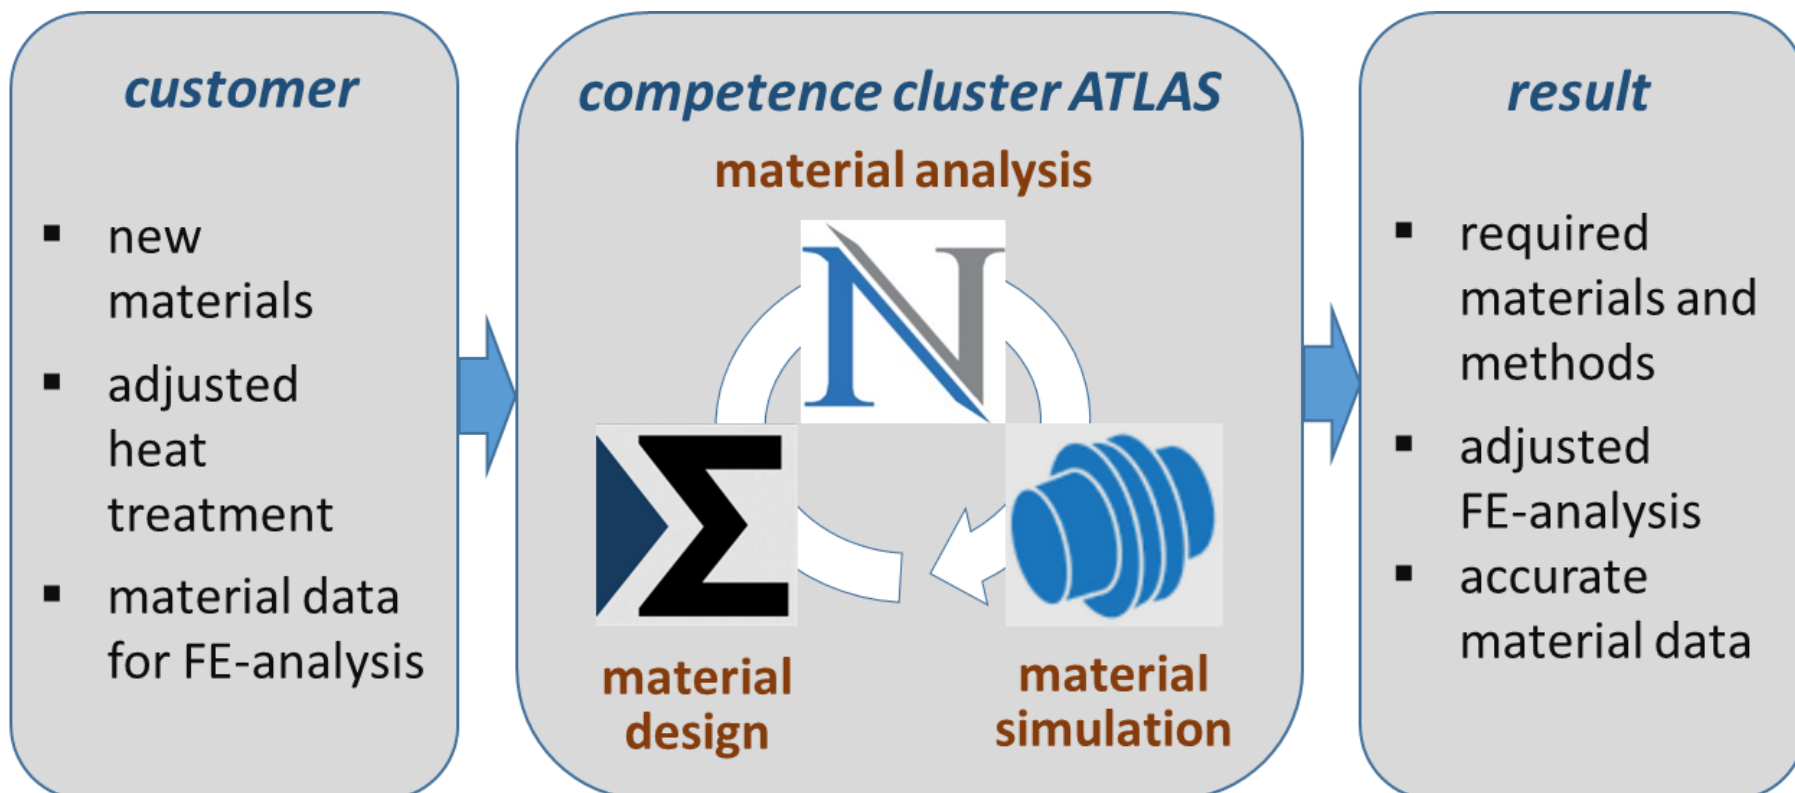 customer
▪ new
materials
▪ adjusted
heat
treatment
▪ material data
for FE-analysis
competence cluster ATLAS
material analysis
N
Σ
material
design
material
simulation
result
▪ required
materials and
methods
▪ adjusted
FE-analysis
▪ accurate
material data